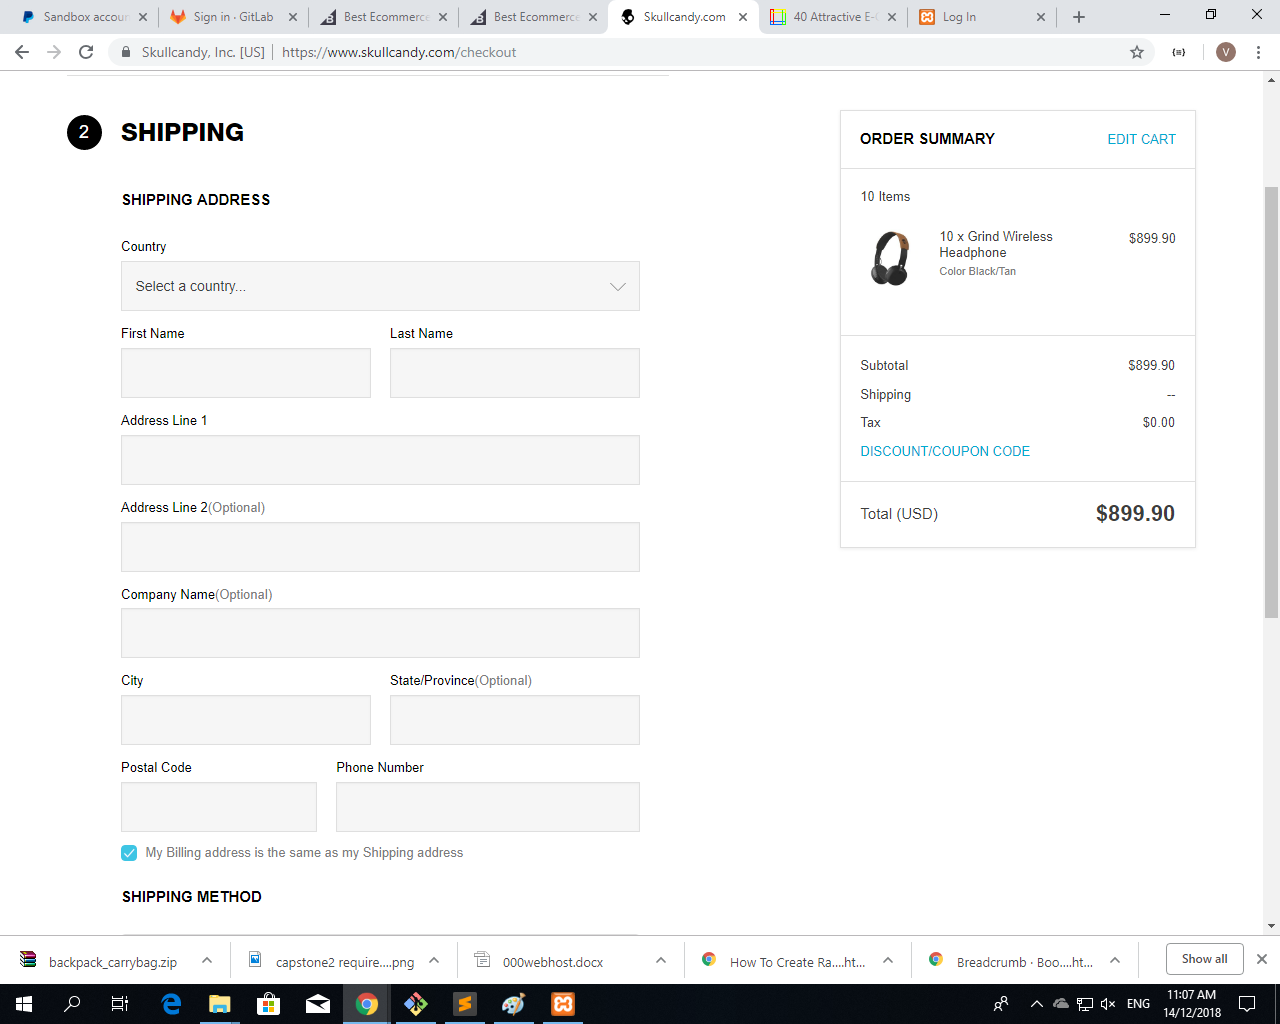 Sandbox accoun
Sign in · GitLab
Best Ecommerce
Best Ecommerce
Skullcandy.com
40 Attractive E-C
Log In
Skullcandy, Inc. [US]
https://www.skullcandy.com/checkout
V
2
SHIPPING
SHIPPING ADDRESS
Country
Select a country...
First Name
Last Name
Address Line 1
Address Line 2(Optional)
Company Name(Optional)
City
State/Province(Optional)
Postal Code
Phone Number
My Billing address is the same as my Shipping address
SHIPPING METHOD
ORDER SUMMARY
EDIT CART
10 Items
10 x Grind Wireless
Headphone
$899.90
Color Black/Tan
Subtotal
$899.90
Shipping
--
Tax
$0.00
DISCOUNT/COUPON CODE
Total (USD)
$899.90
backpack_carrybag.zip
capstone2 require....png
000webhost.docx
How To Create Ra....ht...
Breadcrumb · Boo....ht...
Show all
ENG
11:07 AM
14/12/2018